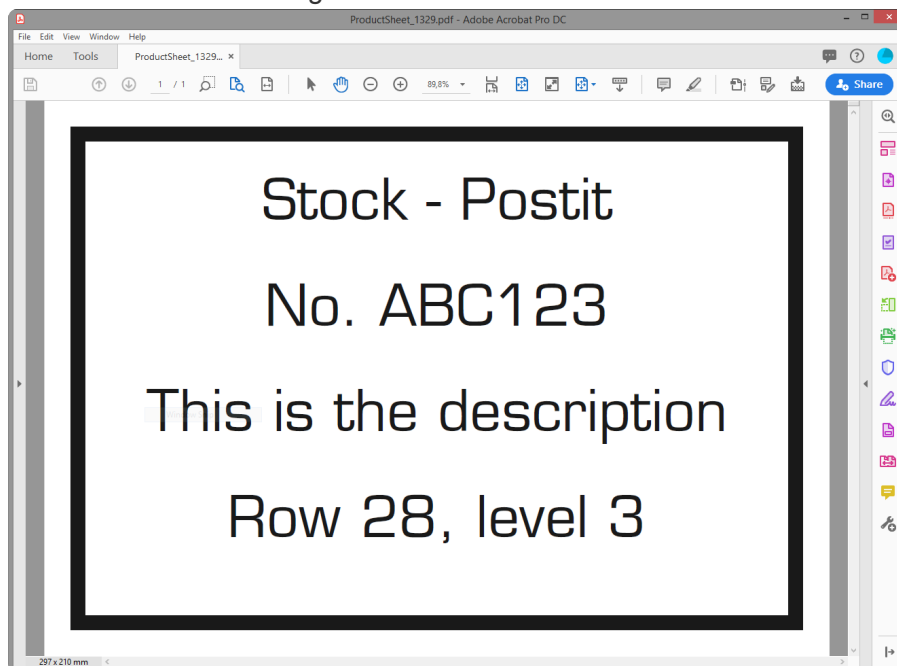 ProductSheet_1329.pdf - Adobe Acrobat Pro DC
File Edit View Window Help
Home Tools ProductSheet_1329... ×
1 / 1 89,8% Share
Stock - Postit
No. ABC123
This is the description
Row 28, level 3
297 x 210 mm